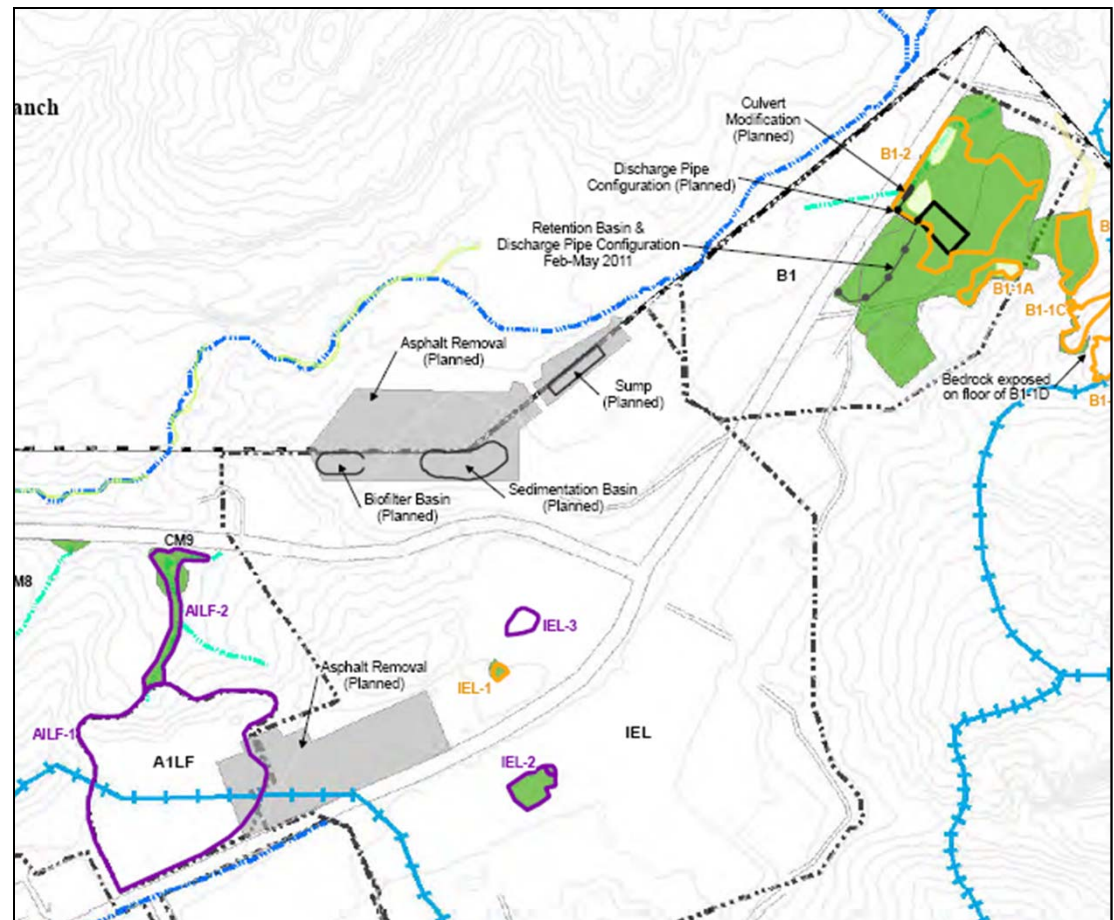 anch
Culvert
Modification
(Planned)
B1-2
Discharge Pipe
Configuration (Planned)
Retention Basin &
Discharge Pipe Configuration
Feb-May 2011
B1
B
B1-1A
B1-1C
Asphalt Removal
(Planned)
Sump
(Planned)
Bedrock exposed
on floor of B1-1D
B1-
Biofilter Basin
(Planned)
Sedimentation Basin
(Planned)
CM9
M8
AILF-2
IEL-3
Asphalt Removal
(Planned)
IEL-1
AILF-1
A1LF
IEL
IEL-2